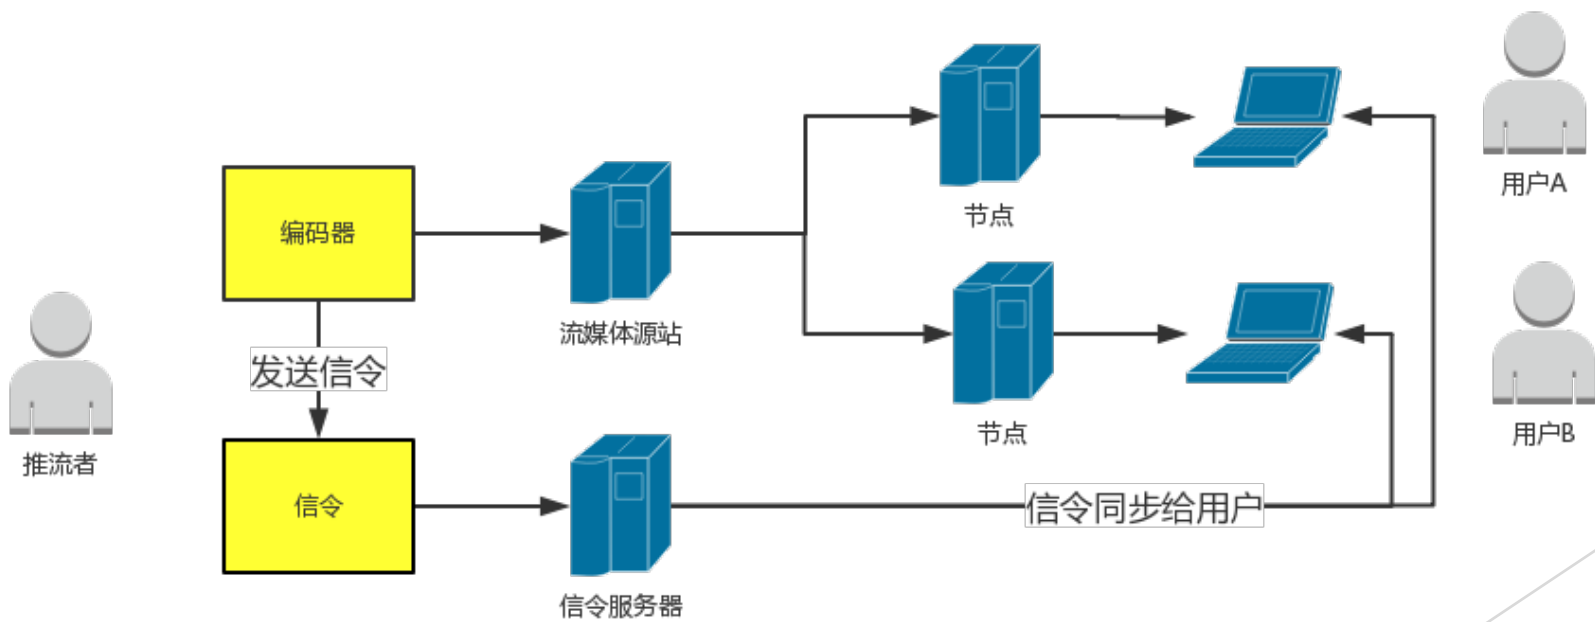 用户A
节点
编码器
流媒体源站
发送信令
节点
用户B
推流者
信令
信令同步给用户
信令服务器